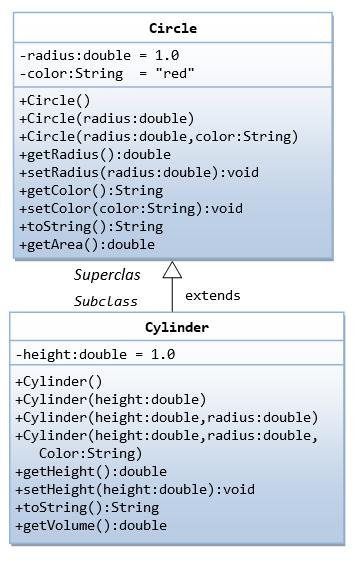 Circle
-radius:double = 1.0
-color:String = "red"
+Circle()
+Circle(radius:double)
+Circle(radius:double,color:String)
+getRadius():double
+setRadius(radius:double):void
+getColor():String
+setColor(color:String):void
+toString():String
+getArea():double
Superclas
Subclass
extends
Cylinder
-height:double = 1.0
+Cylinder()
+Cylinder(height:double)
+Cylinder(height:double,radius:double)
+Cylinder(height:double,radius:double,
Color:String)
+getHeight():double
+setHeight(height:double):void
+toString():String
+getVolume():double